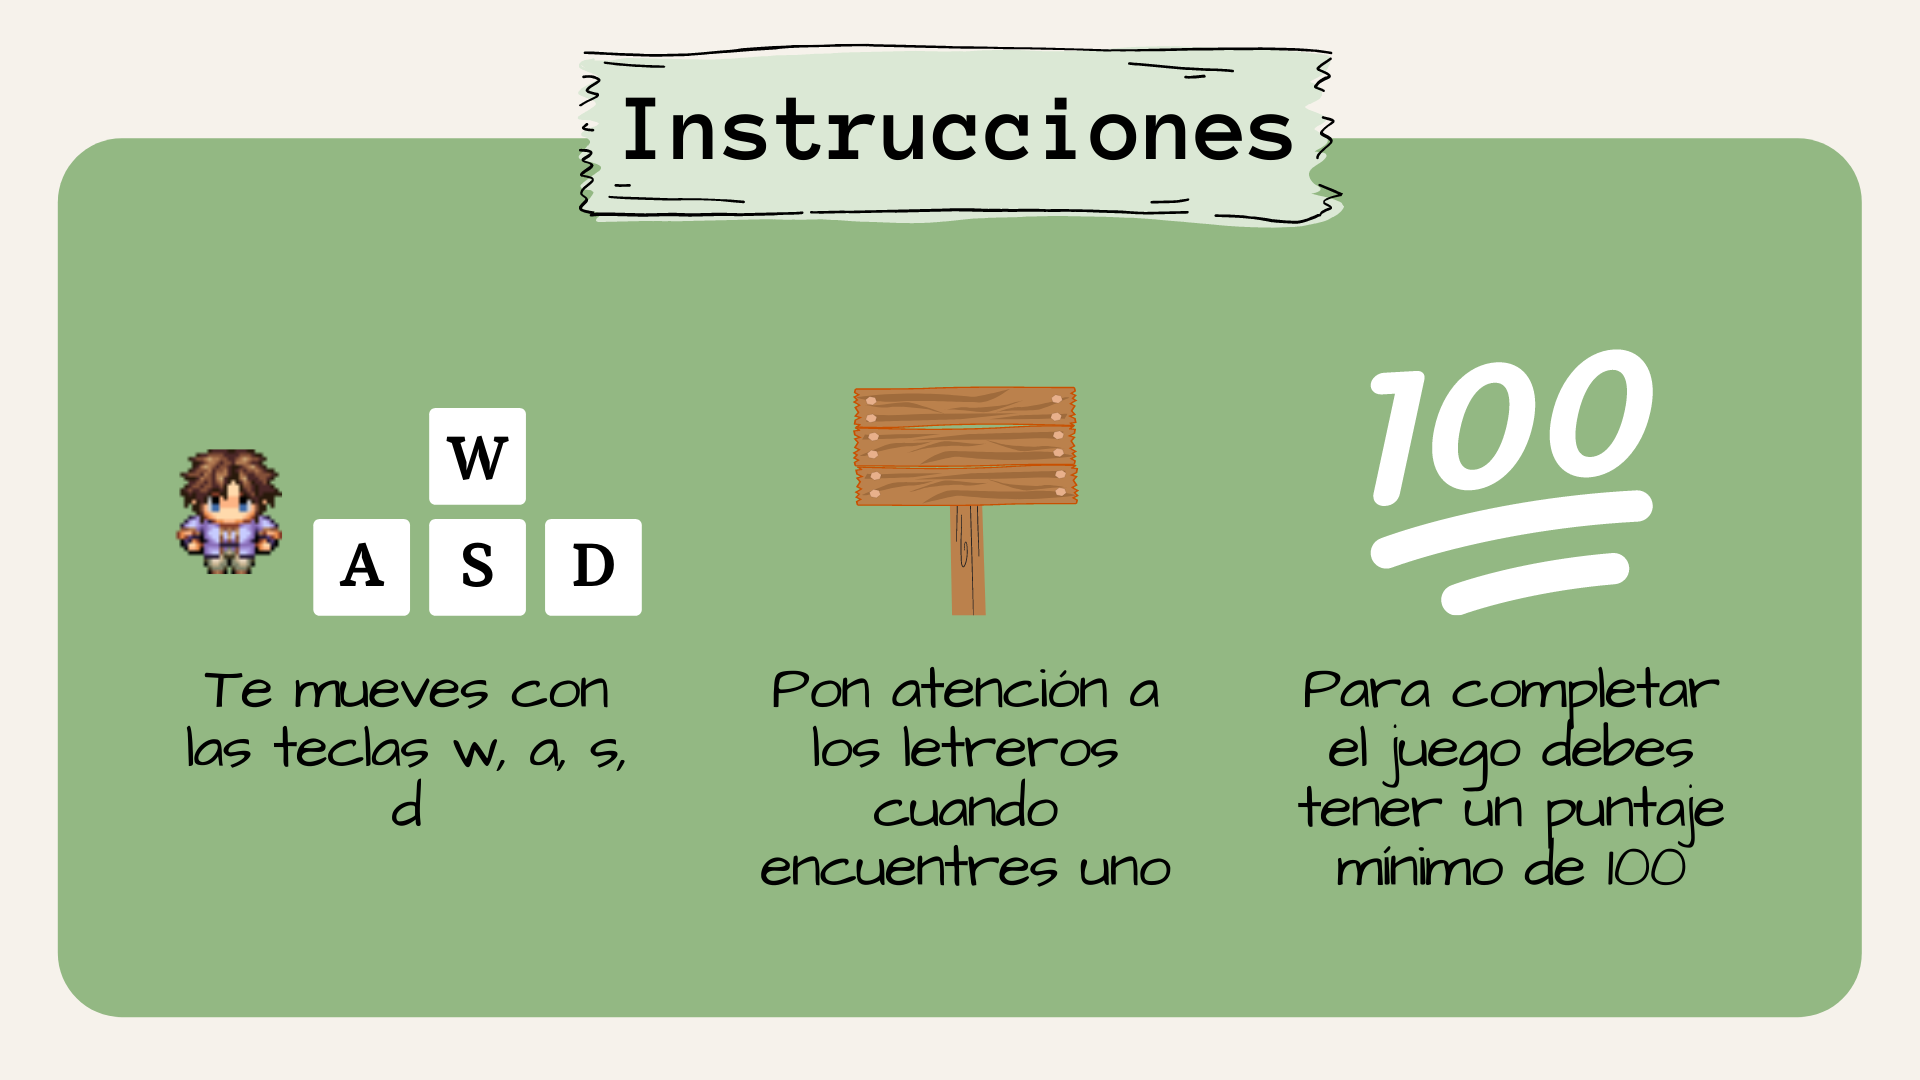 Instrucciones
W
A S D
Te mueves con
las teclas w, a, s,
d
Pon atención a
los letreros
cuando
encuentres uno
100
Para completar
el juego debes
tener un puntaje
mínimo de 100